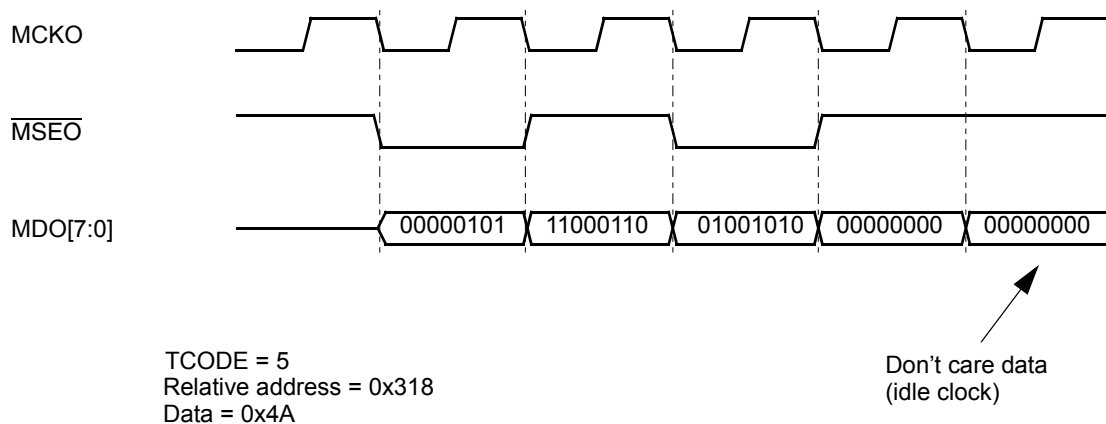 MCKO
MSEO
MDO[7:0]
00000101 11000110 01001010 00000000 00000000
TCODE = 5
Relative address = 0x318
Data = 0x4A
Don’t care data
(idle clock)